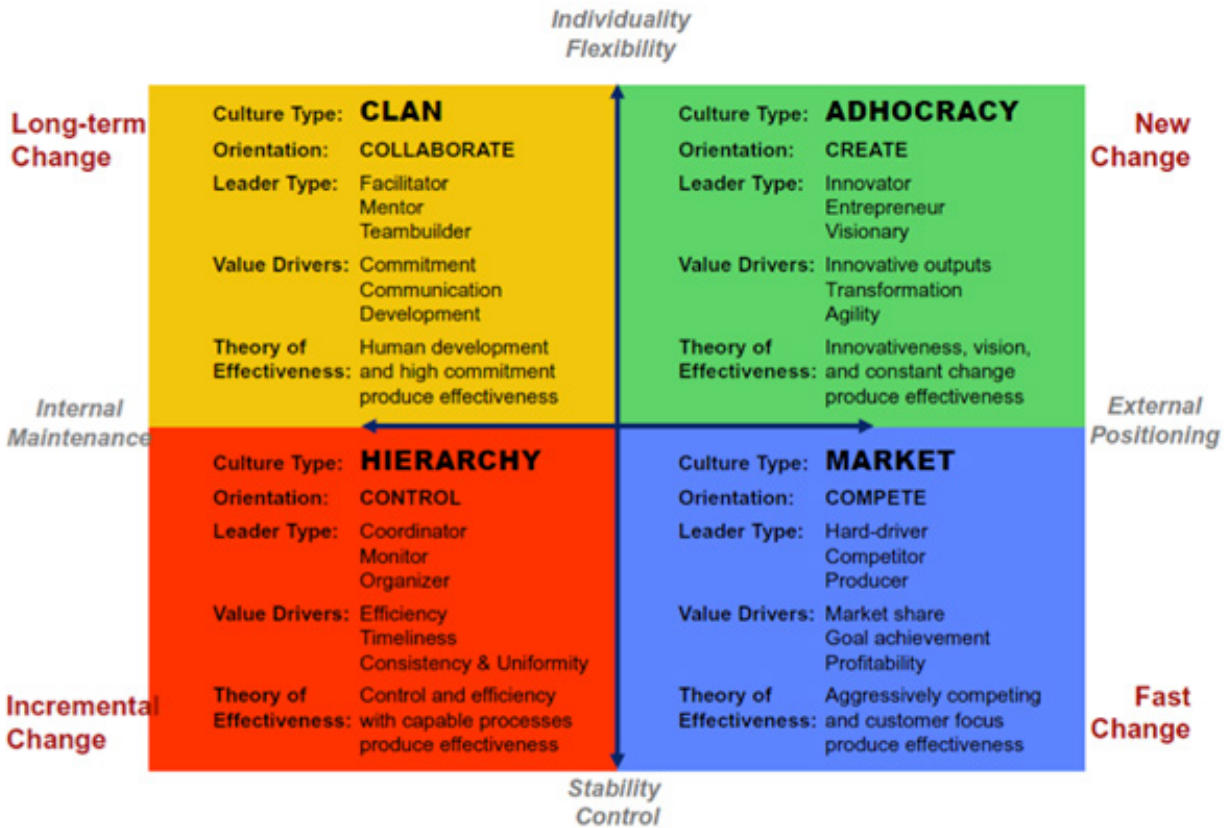 Individuality
Flexibility
Long-term
Change
Culture Type: CLAN
Orientation: COLLABORATE
Leader Type: Facilitator
Mentor
Teambuilder
Value Drivers: Commitment
Communication
Development
Theory of Human development
Effectiveness: and high commitment
produce effectiveness
Culture Type: ADHOCRACY
Orientation: CREATE
Leader Type: Innovator
Entrepreneur
Visionary
Value Drivers: Innovative outputs
Transformation
Agility
Theory of Innovativeness, vision,
Effectiveness: and constant change
produce effectiveness
New
Change
Internal
Maintenance
External
Positioning
Culture Type: HIERARCHY
Orientation: CONTROL
Leader Type: Coordinator
Monitor
Organizer
Value Drivers: Efficiency
Timeliness
Consistency & Uniformity
Theory of Control and efficiency
Effectiveness: with capable processes
produce effectiveness
Incremental
Change
Culture Type: MARKET
Orientation: COMPETE
Leader Type: Hard-driver
Competitor
Producer
Value Drivers: Market share
Goal achievement
Profitability
Theory of Aggressively competing
Effectiveness: and customer focus
produce effectiveness
Fast
Change
Stability
Control